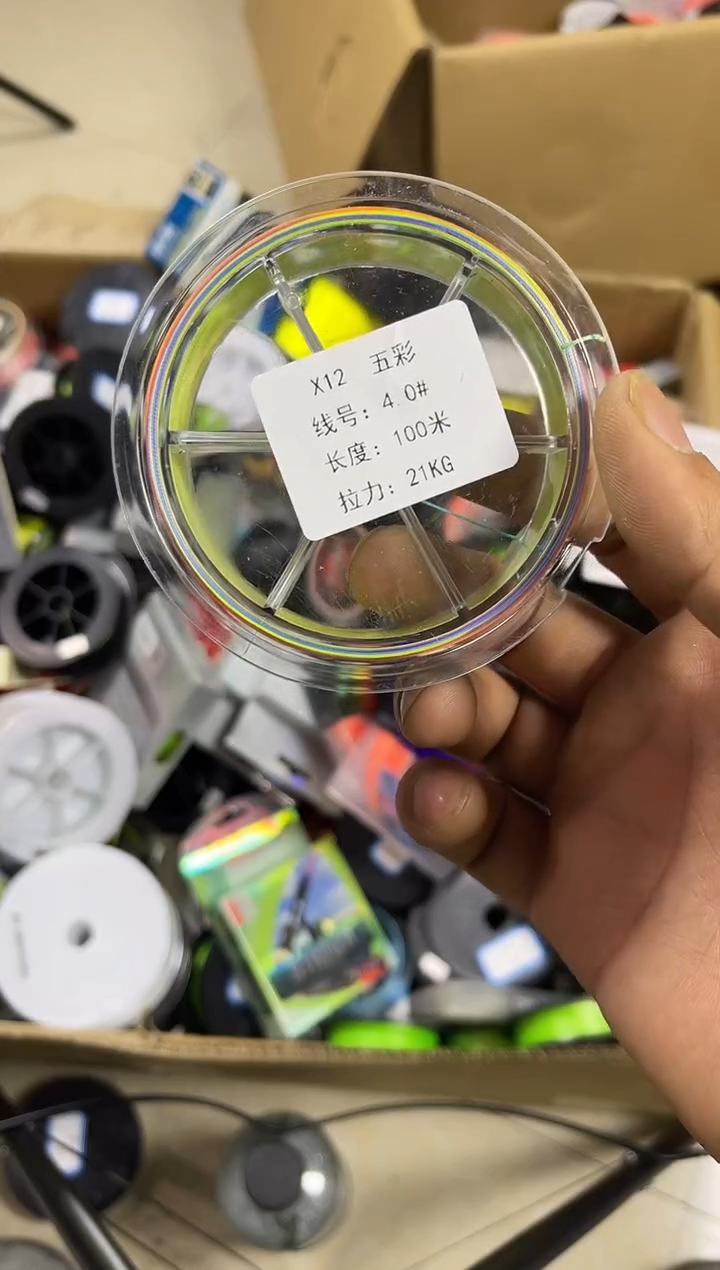 X12 五彩
线号: 4.0#
长度: 100米
拉力: 21KG